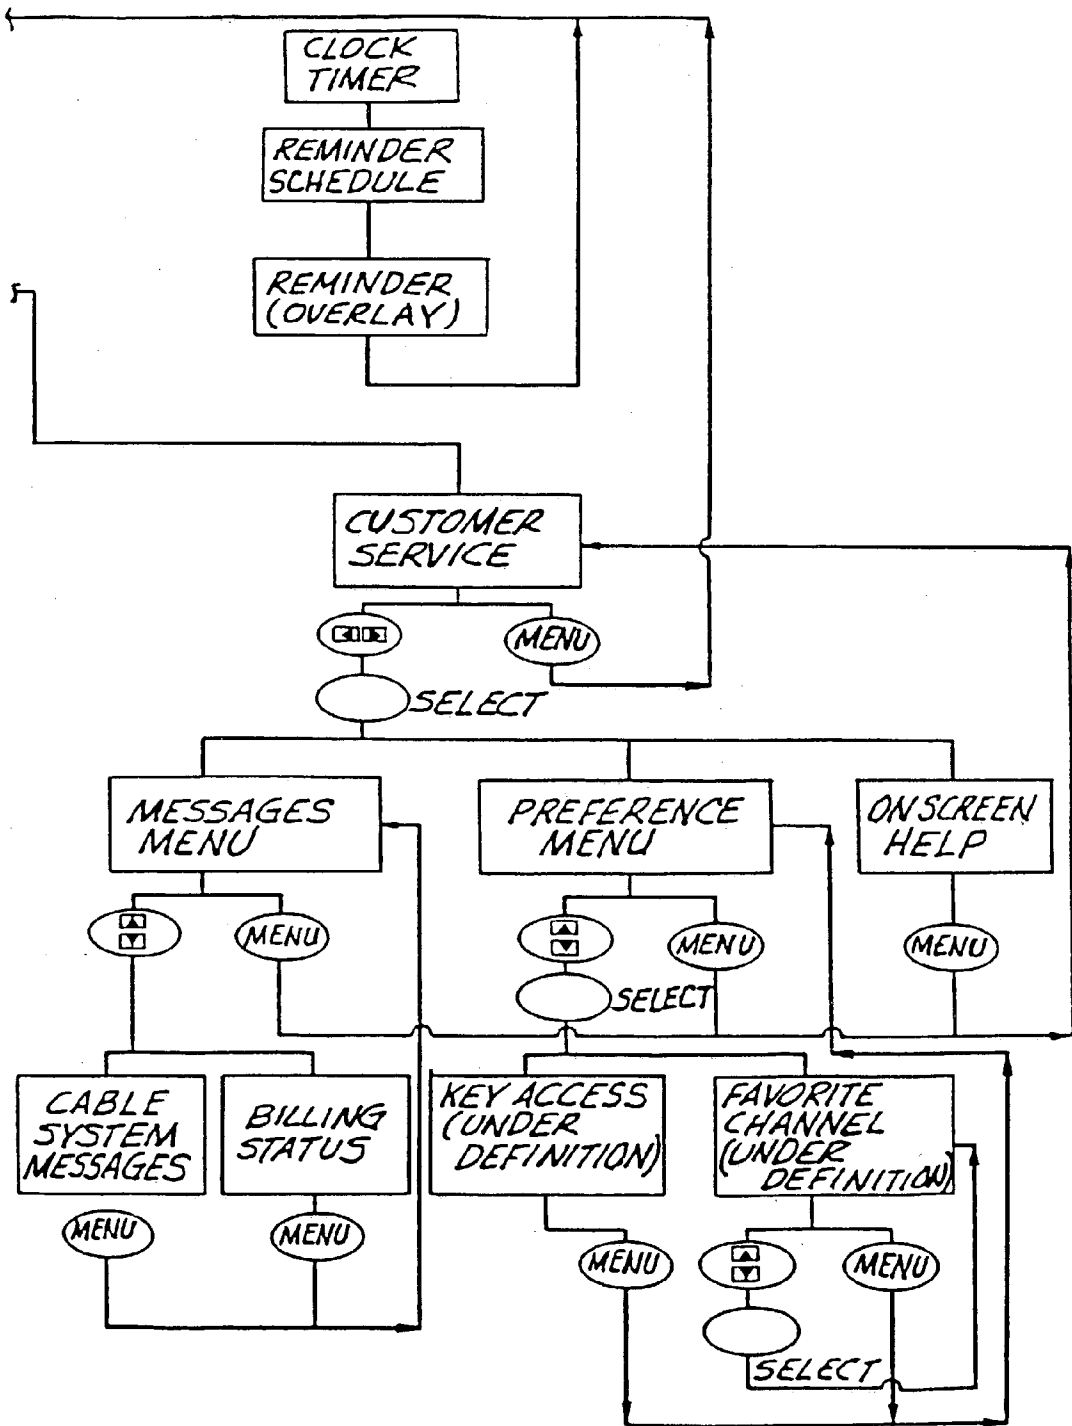 CLOCK
TIMER
REMINDER
SCHEDULE
REMINDER
(OVERLAY)
CUSTOMER
SERVICE
MENU
SELECT
MESSAGES
MENU
PREFERENCE
MENU
ON SCREEN
HELP
MENU
MENU
MENU
SELECT
CABLE
SYSTEM
MESSAGES
BILLING
STATUS
KEY ACCESS
(UNDER
DEFINITION)
FAVORITE
CHANNEL
(UNDER
DEFINITION)
MENU
MENU
MENU
MENU
SELECT